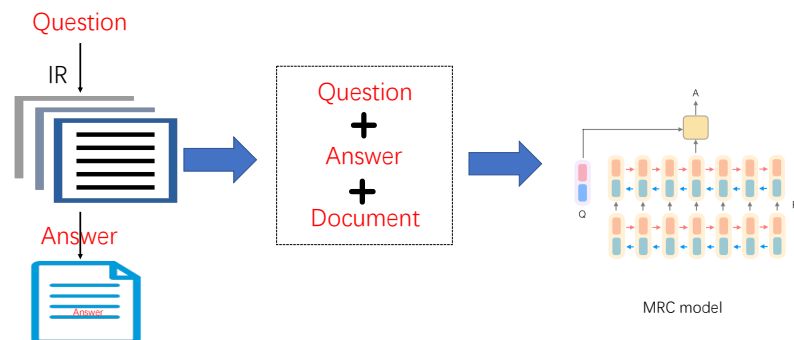 Question
IR
Answer
Answer
Question
+
Answer
+
Document
A
Q
MRC model